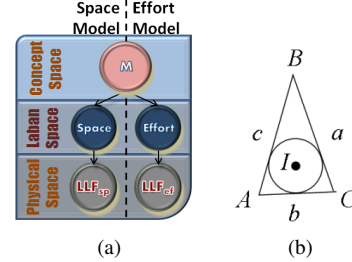 Space Effort
Model Model
Concept
Space
M
Laban
Space
Space
Effort
Physical
Space
LLFsp
LLFef
B
c
a
I
A
b
C
(a)
(b)